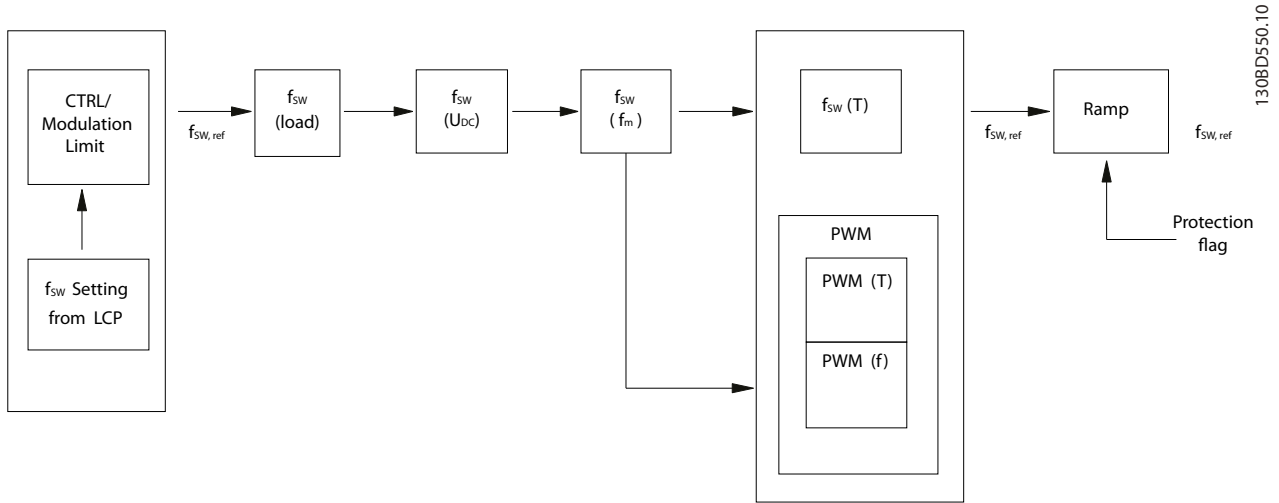 CTRL/
Modulation
Limit
fSW Setting
from LCP
fSW, ref
fSW
(load)
fSW
(UDC)
fSW
( fm )
fSW (T)
PWM
PWM (T)
PWM (f)
fSW, ref
Ramp
fSW, ref
Protection
flag
130BD550.10